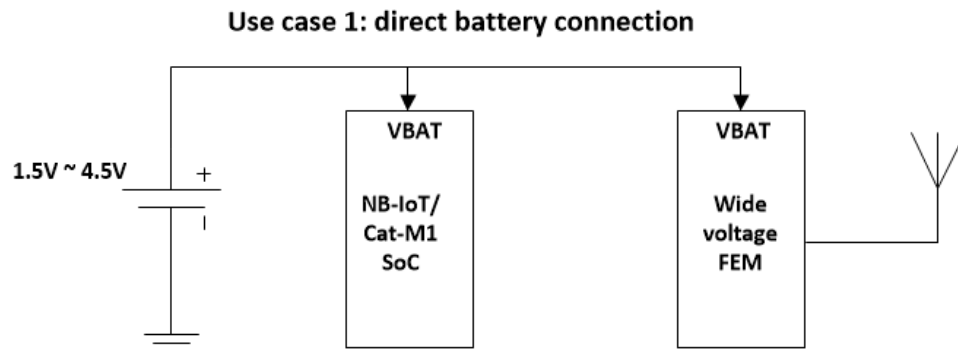 Use case 1: direct battery connection
VBAT
VBAT
1.5V ~ 4.5V
+
NB-IoT/
Cat-M1
SoC
Wide
voltage
FEM